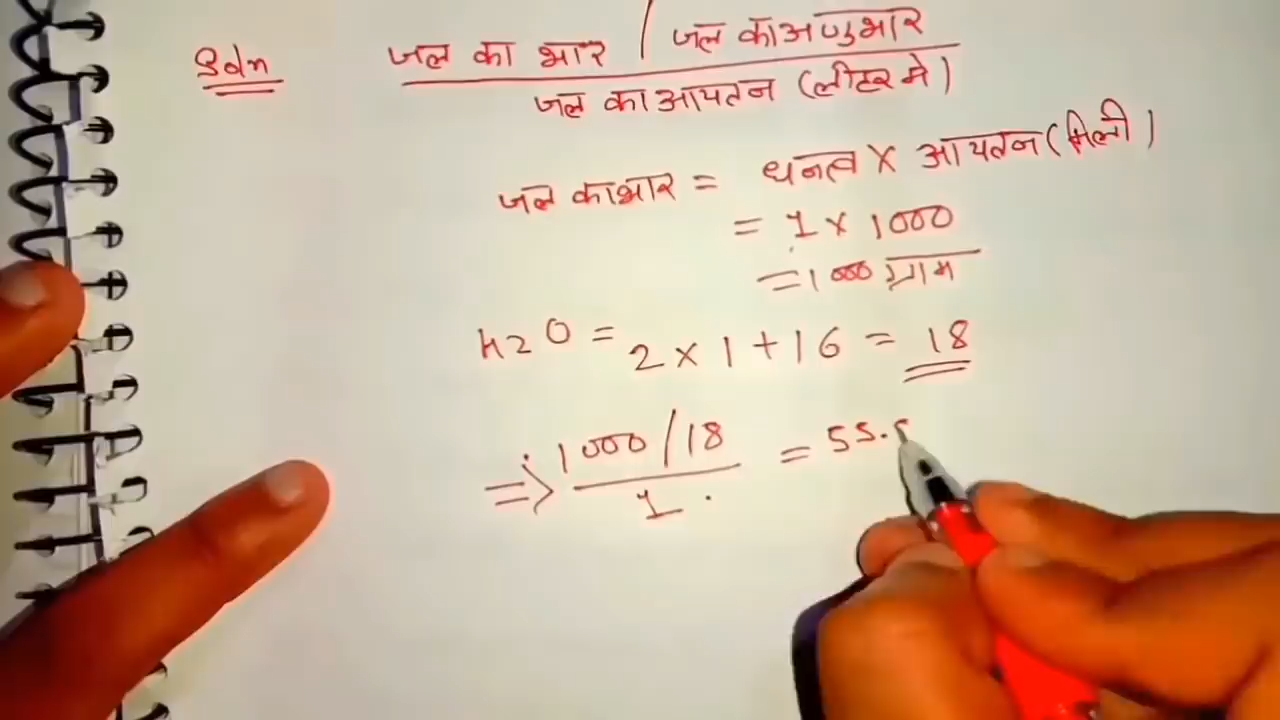 Soln
जल का भार / जल का अणुभार
जल का आयतन (लीटर मे)
जल का भार = घनत्व X आयतन (मिली)
= 1 x 1000
= 1000 ग्राम
H2O = 2 x 1 + 16 = 18
=> 1000/18 = 55.5
1